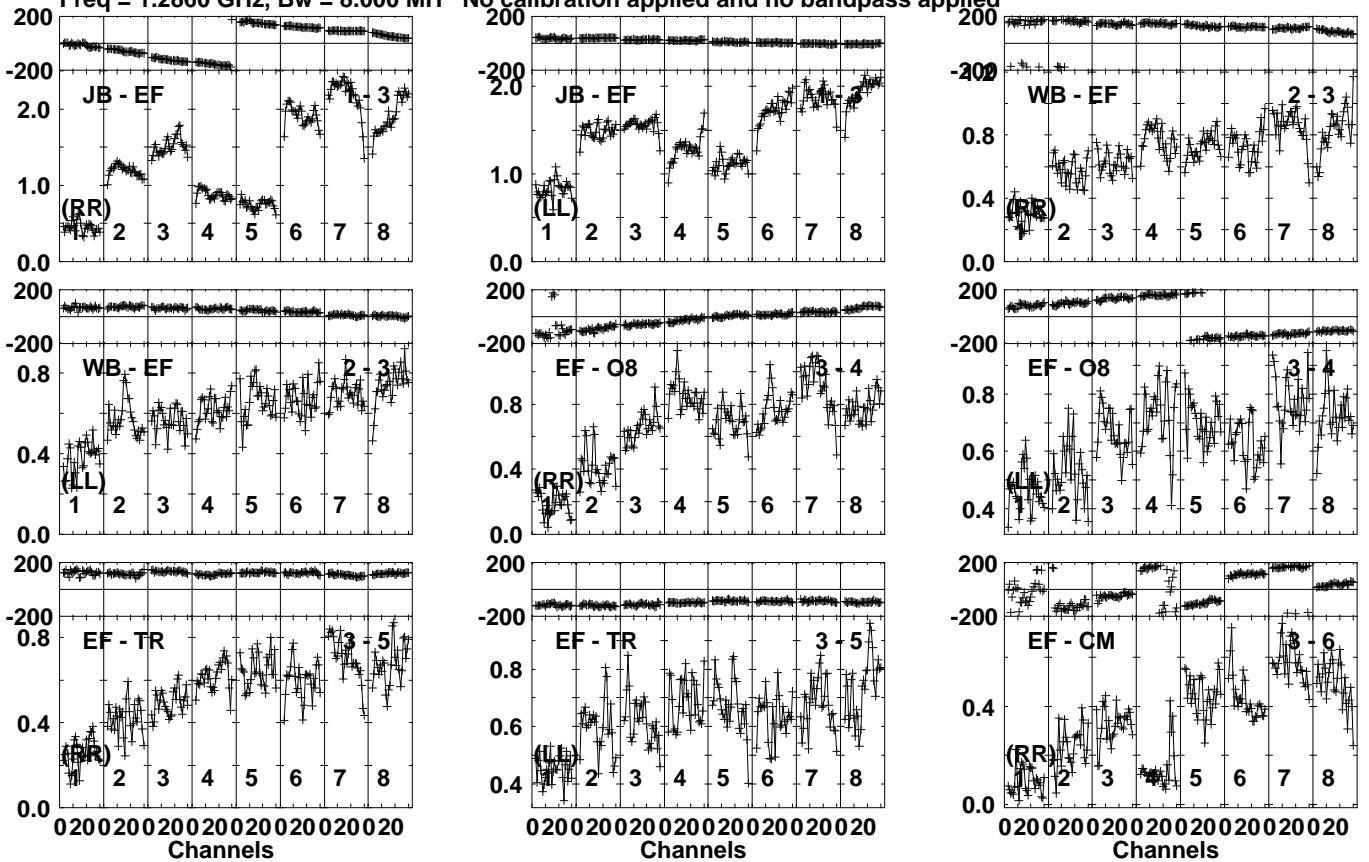 Freq = 1.2860 GHz, Bw = 8.000 MH No calibration applied and no bandpass applied
200 200 200
-200 -200 -200
JB - EF 1 - 3 JB - EF 1 - 3 WB - EF 2 - 3
2.0 2.0 1.2
1.0 1.0 0.8
0.4
(RR) (LL) (RR)
1 2 3 4 5 6 7 8 1 2 3 4 5 6 7 8 1 2 3 4 5 6 7 8
0.0 0.0 0.0
200 200 200
-200 -200 -200
WB - EF 2 - 3 EF - O8 3 - 4 EF - O8 3 - 4
0.8 0.8 0.8
0.4 0.4 0.6
(LL) (RR) (LL)
1 2 3 4 5 6 7 8 1 2 3 4 5 6 7 8 1 2 3 4 5 6 7 8
0.0 0.0 0.4
200 200 200
-200 -200 -200
EF - TR 3 - 5 EF - TR 3 - 5 EF - CM 3 - 6
0.8 0.8
0.4 0.6 0.4
(RR) (LL) (RR)
1 2 3 4 5 6 7 8 1 2 3 4 5 6 7 8 1 2 3 4 5 6 7 8
0.0 0.4 0.0
0 20 0 20 0 20 0 20 0 20 0 20 0 20 0 20 0 20 0 20 0 20 0 20 0 20 0 20 0 20 0 20 0 20 0 20 0 20 0 20 0 20 0 20 0 20 0 20
Channels Channels Channels